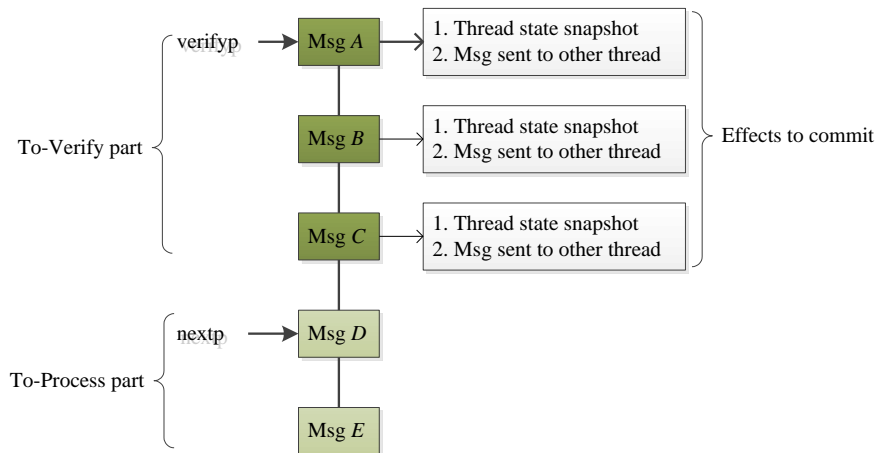 verifyp
Msg A
1. Thread state snapshot
2. Msg sent to other thread
To-Verify part
Msg B
1. Thread state snapshot
2. Msg sent to other thread
Effects to commit
Msg C
1. Thread state snapshot
2. Msg sent to other thread
nextp
Msg D
To-Process part
Msg E